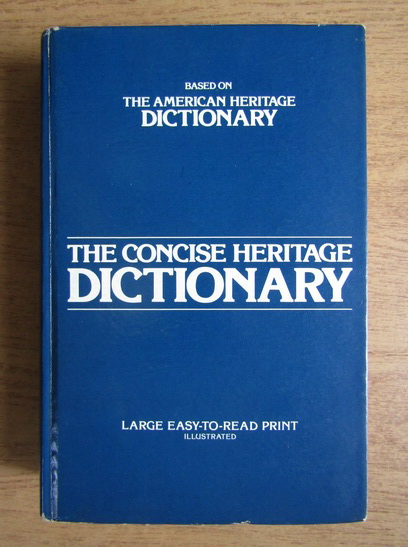 BASED ON
THE AMERICAN HERITAGE
DICTIONARY
THE CONCISE HERITAGE
DICTIONARY
LARGE EASY-TO-READ PRINT
ILLUSTRATED